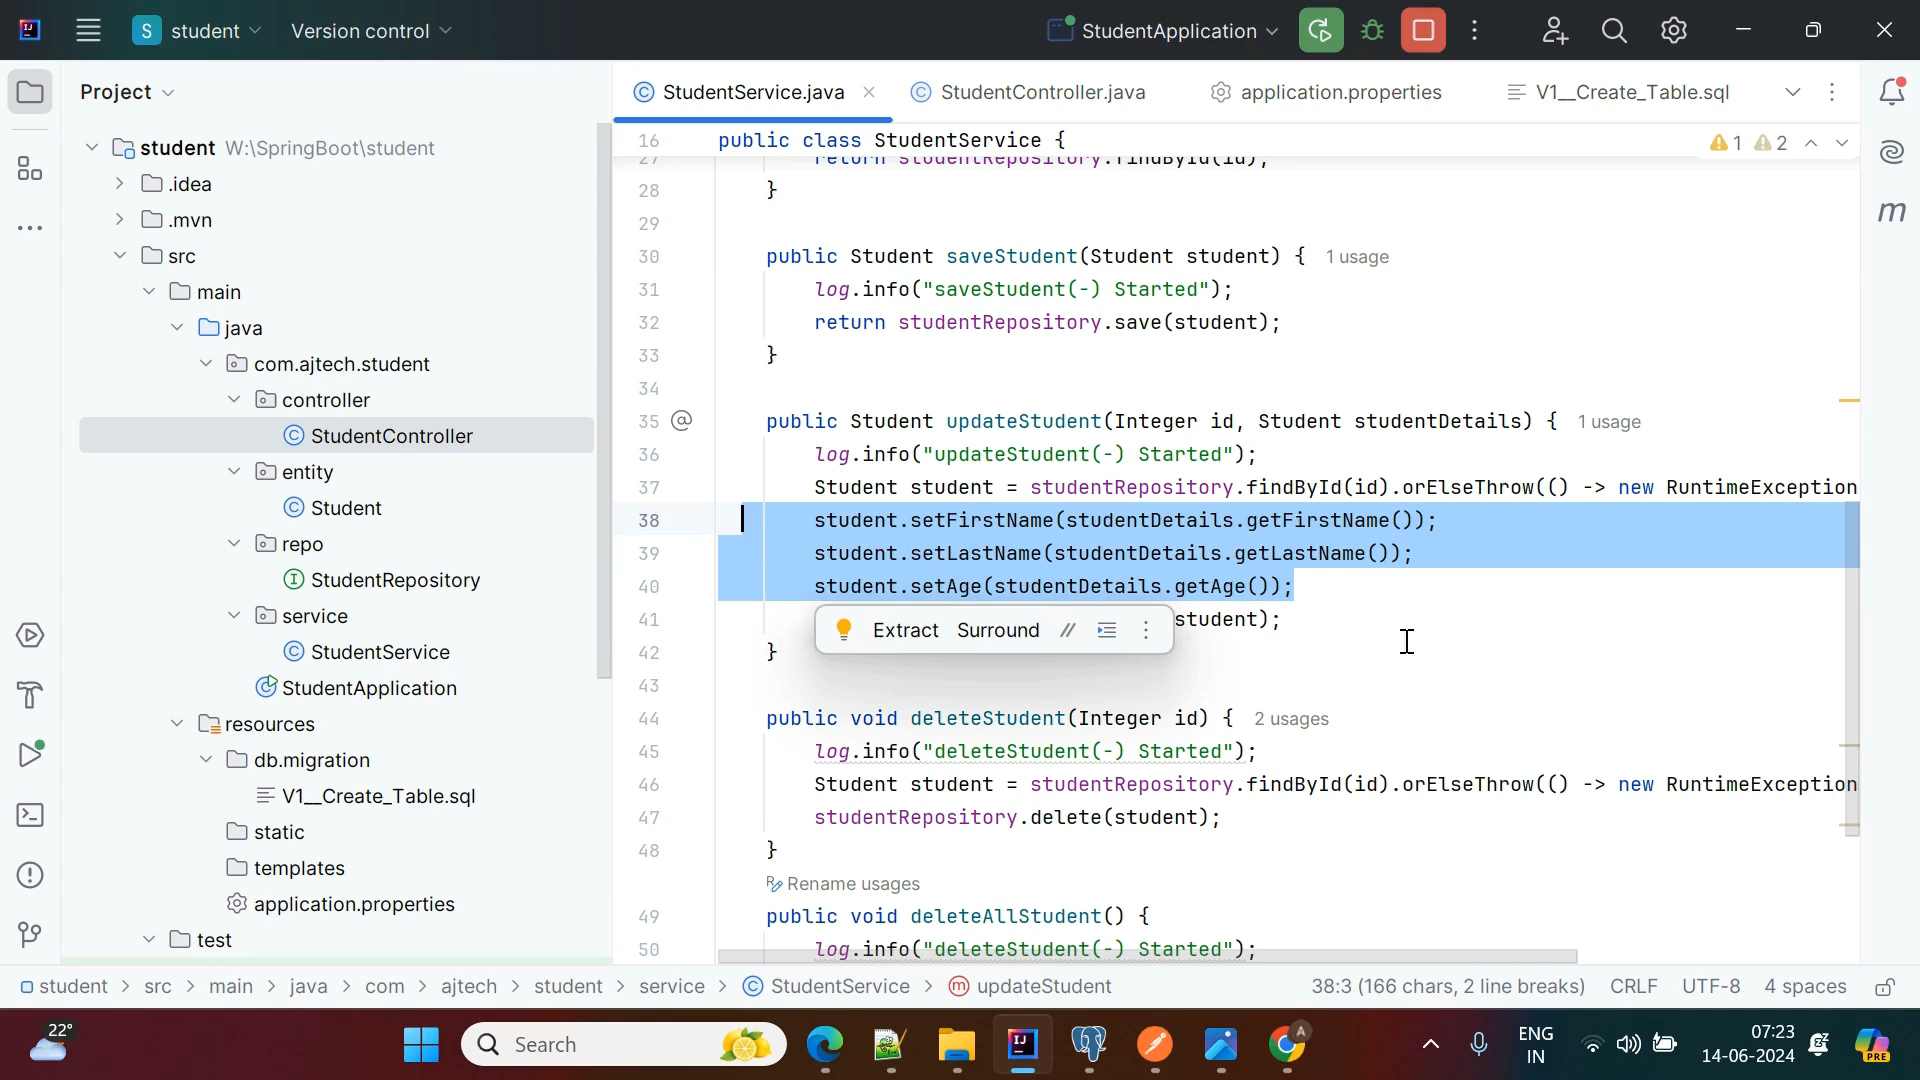 S student Version control StudentApplication
Project
StudentService.java StudentController.java application.properties V1__Create_Table.sql
student W:\SpringBoot\student
.idea
.mvn
src
main
java
com.ajtech.student
controller
StudentController
entity
Student
repo
StudentRepository
service
StudentService
StudentApplication
resources
db.migration
V1__Create_Table.sql
static
templates
application.properties
test
16 public class StudentService {
1 2
27 return studentRepository.findById(id);
28 }
29
30 public Student saveStudent(Student student) { 1 usage
31 log.info("saveStudent(-) Started");
32 return studentRepository.save(student);
33 }
34
35 public Student updateStudent(Integer id, Student studentDetails) { 1 usage
36 log.info("updateStudent(-) Started");
37 Student student = studentRepository.findById(id).orElseThrow(() -> new RuntimeException
38 student.setFirstName(studentDetails.getFirstName());
39 student.setLastName(studentDetails.getLastName());
40 student.setAge(studentDetails.getAge());
41 student);
Extract Surround //
42 }
43
44 public void deleteStudent(Integer id) { 2 usages
45 log.info("deleteStudent(-) Started");
46 Student student = studentRepository.findById(id).orElseThrow(() -> new RuntimeException
47 studentRepository.delete(student);
48 }
Rename usages
49 public void deleteAllStudent() {
50 log.info("deleteStudent(-) Started");
student > src > main > java > com > ajtech > student > service > StudentService > updateStudent 38:3 (166 chars, 2 line breaks) CRLF UTF-8 4 spaces
22° Search ENG IN 07:23 14-06-2024